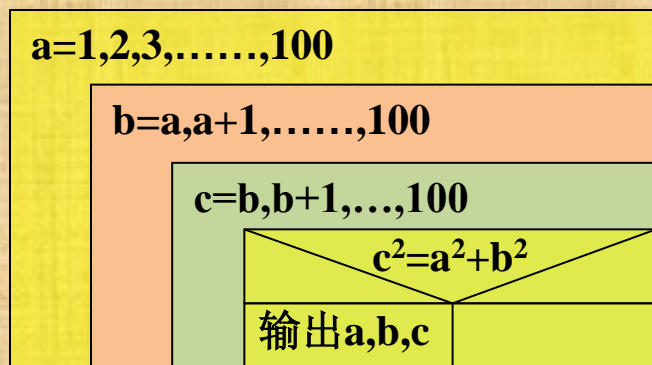 a=1,2,3,……,100
b=a,a+1,……,100
c=b,b+1,…,100
c²=a²+b²
输出a,b,c